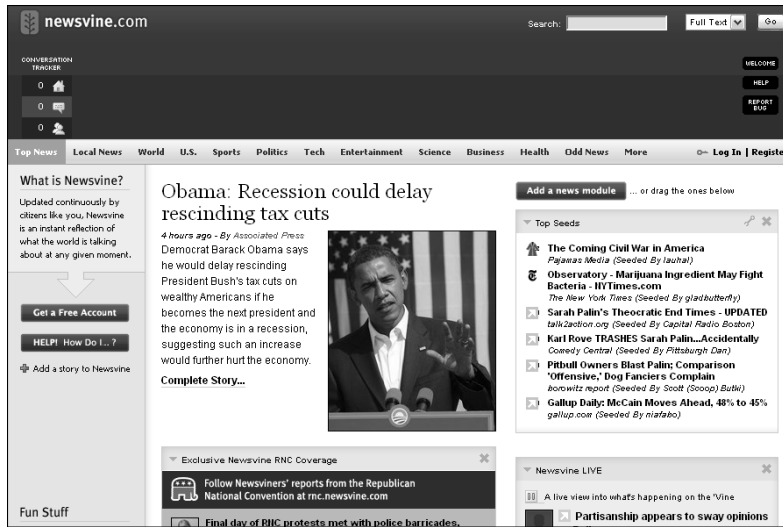 newsvine.com
Search:
Full Text
Go
CONVERSATION
TRACKER
0
0
0
WELCOME
HELP
REPORT
BUG
Top News Local News World U.S. Sports Politics Tech Entertainment Science Business Health Odd News More Log In | Registe
What is Newsvine?
Updated continuously by
citizens like you, Newsvine
is an instant reflection of
what the world is talking
about at any given moment.
Get a Free Account
HELP! How Do I.. ?
Add a story to Newsvine
Fun Stuff
Obama: Recession could delay
rescinding tax cuts
4 hours ago - By Associated Press
Democrat Barack Obama says
he would delay rescinding
President Bush's tax cuts on
wealthy Americans if he
becomes the next president and
the economy is in a recession,
suggesting such an increase
would further hurt the economy.
Complete Story...
Exclusive Newsvine RNC Coverage
Follow Newsviners' reports from the Republican
National Convention at rnc.newsvine.com
Final day of RNC protests met with police barricades,
Add a news module ... or drag the ones below
Top Seeds
The Coming Civil War in America
Pajamas Media (Seeded By lauhal)
Observatory - Marijuana Ingredient May Fight
Bacteria - NYTimes.com
The New York Times (Seeded By gladbutterfly)
Sarah Palin's Theocratic End Times - UPDATED
talk2action.org (Seeded By Capital Radio Boston)
Karl Rove TRASHES Sarah Palin...Accidentally
Comedy Central (Seeded By Pittsburgh Dan)
Pitbull Owners Blast Palin; Comparison
'Offensive,' Dog Fanciers Complain
borowitz report (Seeded By Scott (Scoop) Butki)
Gallup Daily: McCain Moves Ahead, 48% to 45%
gallup.com (Seeded By niafabo)
Newsvine LIVE
A live view into what's happening on the 'Vine
Partisanship appears to sway opinions